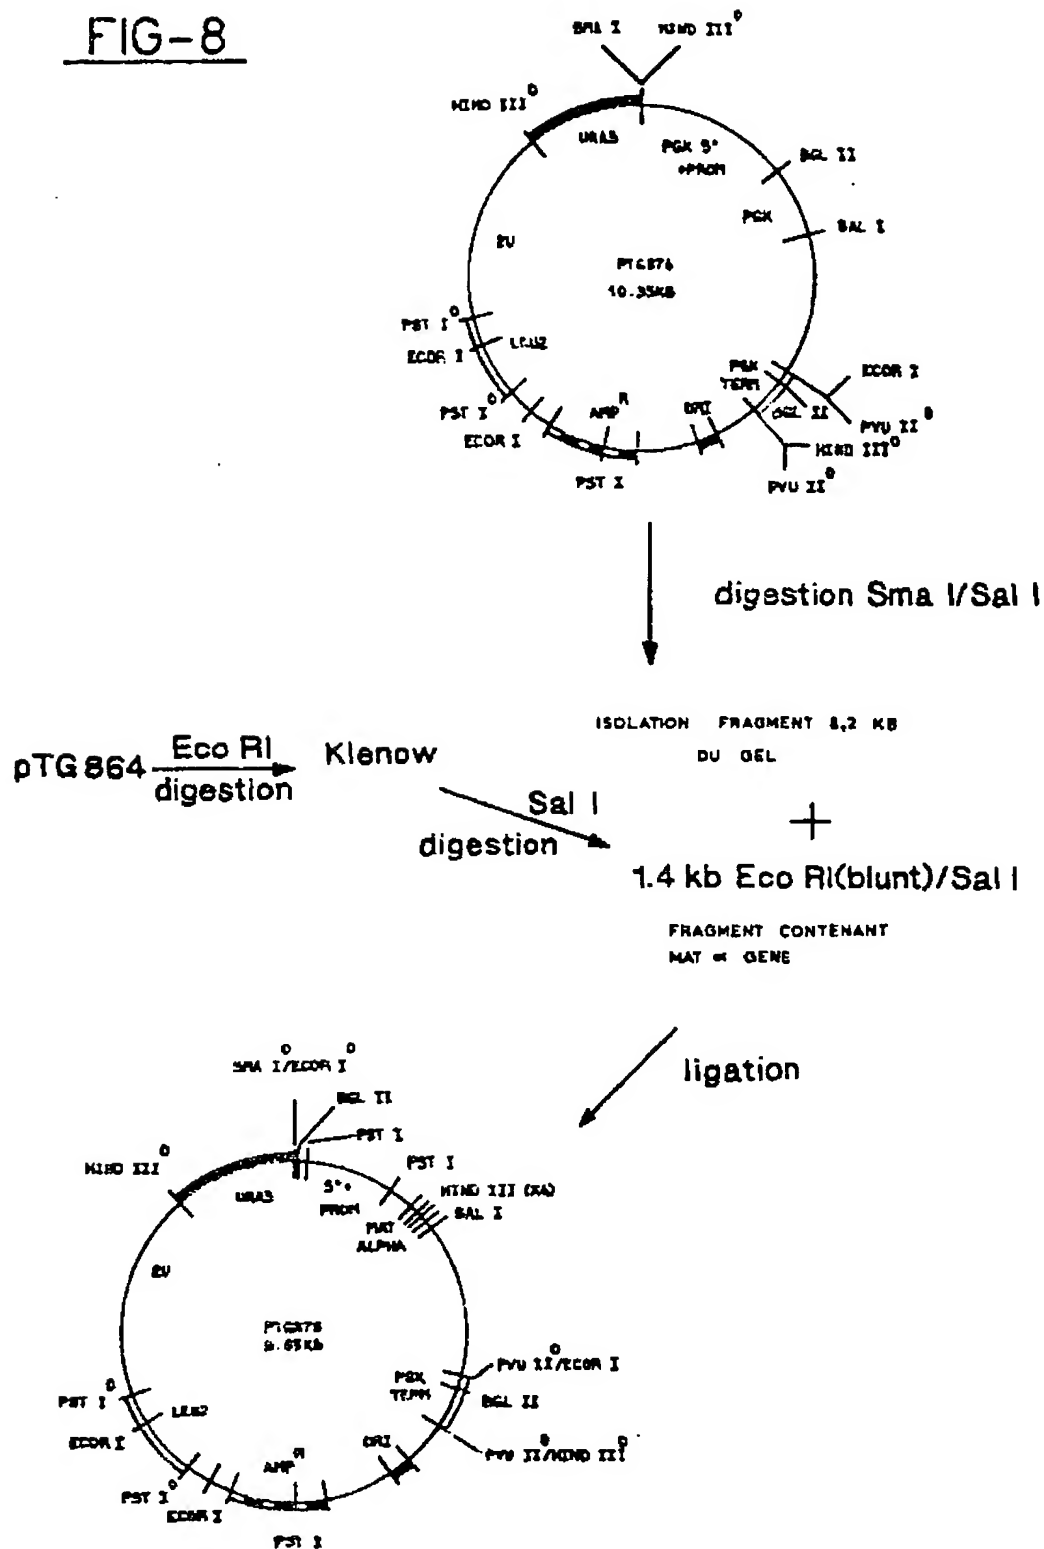 FIG-8
SMA I
HIND III°
HIND III°
URA3
PGK 5'
+PROM
BGL II
PGK
SAL I
2U
10.35KB
PST I°
ECOR I
LEU2
PST I°
ECOR I
AMP R
PST I
ORI
PGK
TERM
BGL II
ECOR I
PVU II°
HIND III°
PVU II°
digestion Sma I/Sal I
ISOLATION FRAGMENT 8,2 KB
DU GEL
pTG864
Eco RI
digestion
Klenow
Sal I
digestion
+
1.4 kb Eco RI(blunt)/Sal I
FRAGMENT CONTENANT
MAT α GENE
ligation
SMA I°/ECOR I°
BGL II
PST I
HIND III°
URA3
5'+
PROM
PST I
HIND III (X4)
SAL I
MAT
ALPHA
2U
PTG878
PST I°
ECOR I
LEU2
PST I°
ECOR I
AMP R
PST I
ORI
PGK
TERM
PVU II°/ECOR I
BGL II
PVU II°/HIND III°